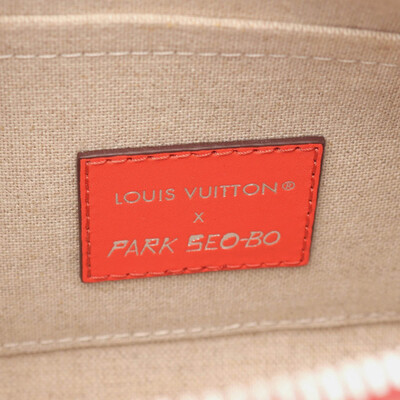 LOUIS VUITTON®
X
PARK SEO-BO